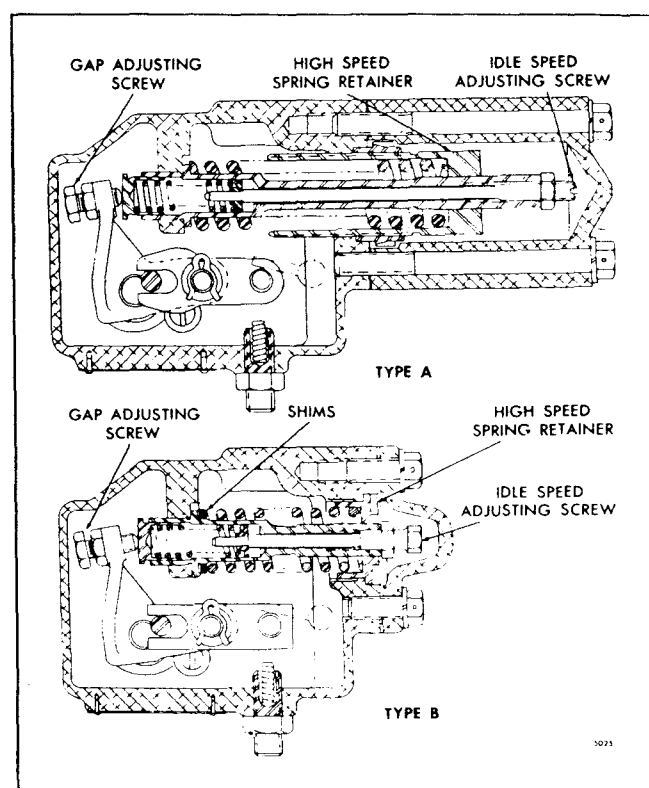 GAP ADJUSTING
SCREW
HIGH SPEED
SPRING RETAINER
IDLE SPEED
ADJUSTING SCREW
TYPE A
GAP ADJUSTING
SCREW
SHIMS
HIGH SPEED
SPRING RETAINER
IDLE SPEED
ADJUSTING SCREW
TYPE B
5025